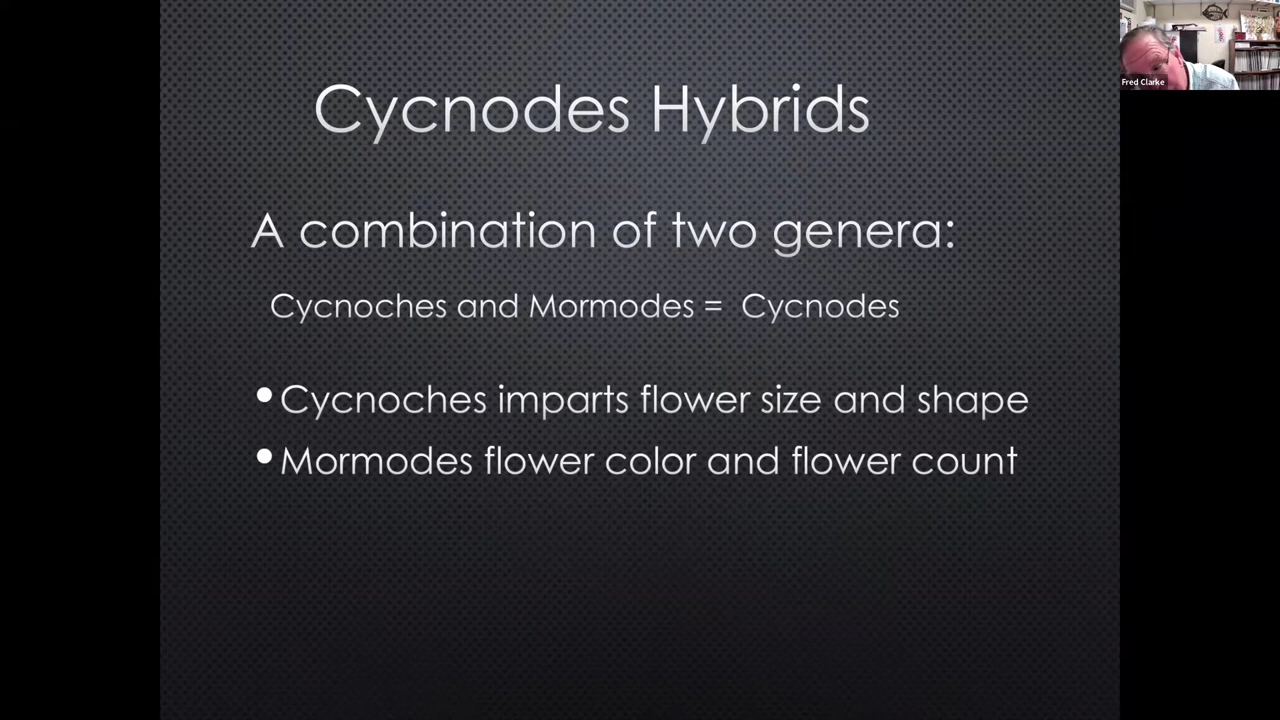 Cycnodes Hybrids
A combination of two genera:
Cycnoches and Mormodes = Cycnodes
• Cycnoches imparts flower size and shape
• Mormodes flower color and flower count
Fred Clarke